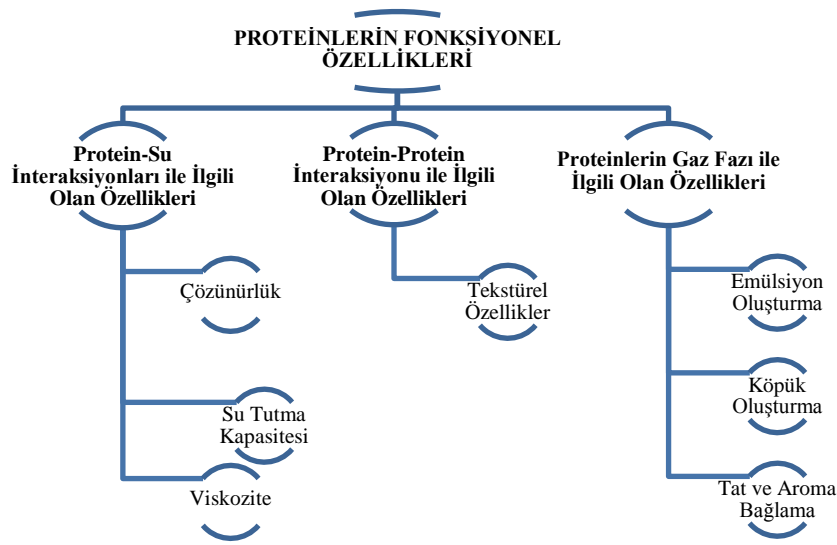 PROTEİNLERİN FONKSİYONEL
ÖZELLİKLERİ
Protein-Su
İnteraksiyonları ile İlgili
Olan Özellikleri
Çözünürlük
Su Tutma
Kapasitesi
Viskozite
Protein-Protein
İnteraksiyonu ile İlgili
Olan Özellikleri
Tekstürel
Özellikler
Proteinlerin Gaz Fazı ile
İlgili Olan Özellikleri
Emülsiyon
Oluşturma
Köpük
Oluşturma
Tat ve Aroma
Bağlama